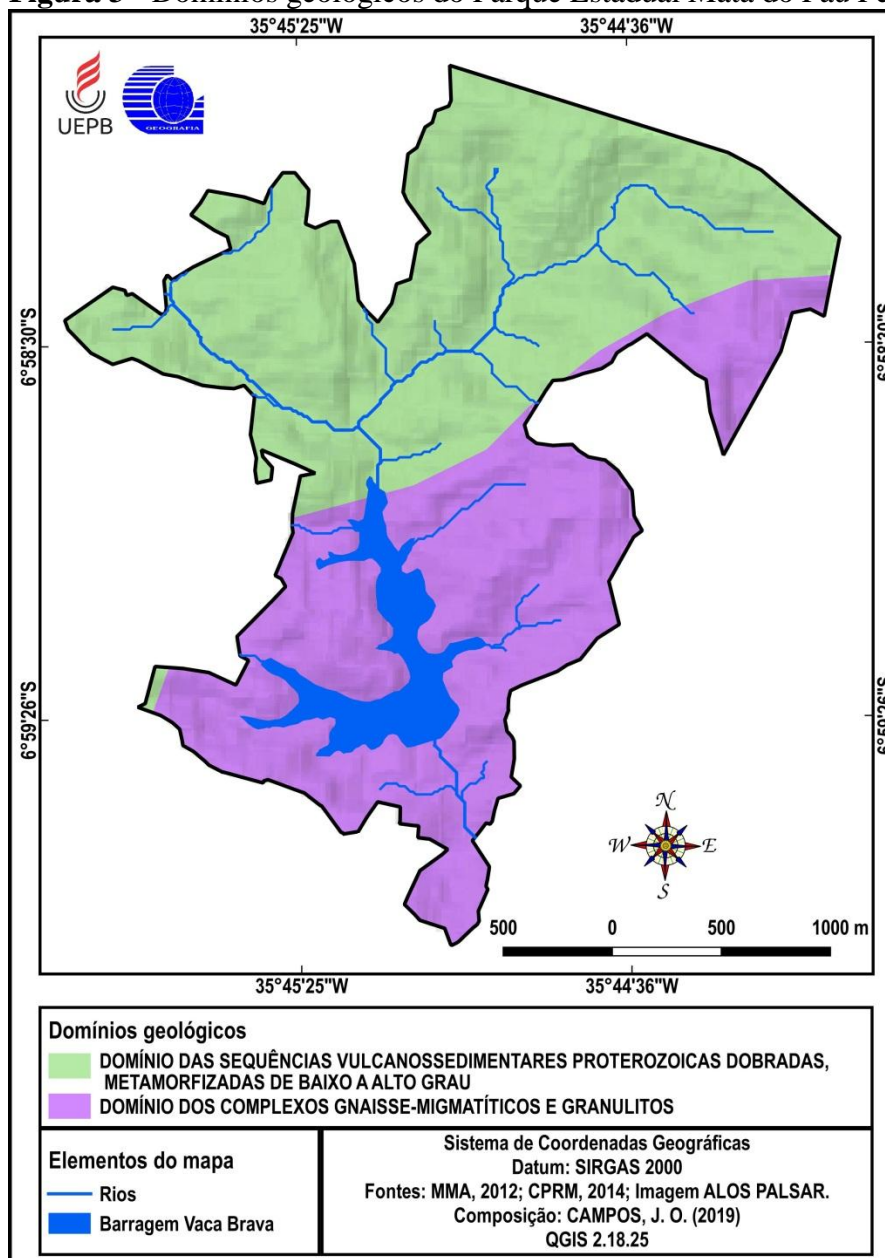 Figura 3 - Domínios geológicos do Parque Estadual Mata do Pau Fe
35°45'25"W
35°44'36"W
UEPB
GEOGRAFIA
6°58'30"S
6°58'30"S
6°59'26"S
6°59'26"S
N
W
E
S
500
0
500
1000 m
35°45'25"W
35°44'36"W
Domínios geológicos
DOMÍNIO DAS SEQUÊNCIAS VULCANOSSEDIMENTARES PROTEROZOICAS DOBRADAS,
METAMORFIZADAS DE BAIXO A ALTO GRAU
DOMÍNIO DOS COMPLEXOS GNAISSE-MIGMATÍTICOS E GRANULITOS
Elementos do mapa
Rios
Barragem Vaca Brava
Sistema de Coordenadas Geográficas
Datum: SIRGAS 2000
Fontes: MMA, 2012; CPRM, 2014; Imagem ALOS PALSAR.
Composição: CAMPOS, J. O. (2019)
QGIS 2.18.25